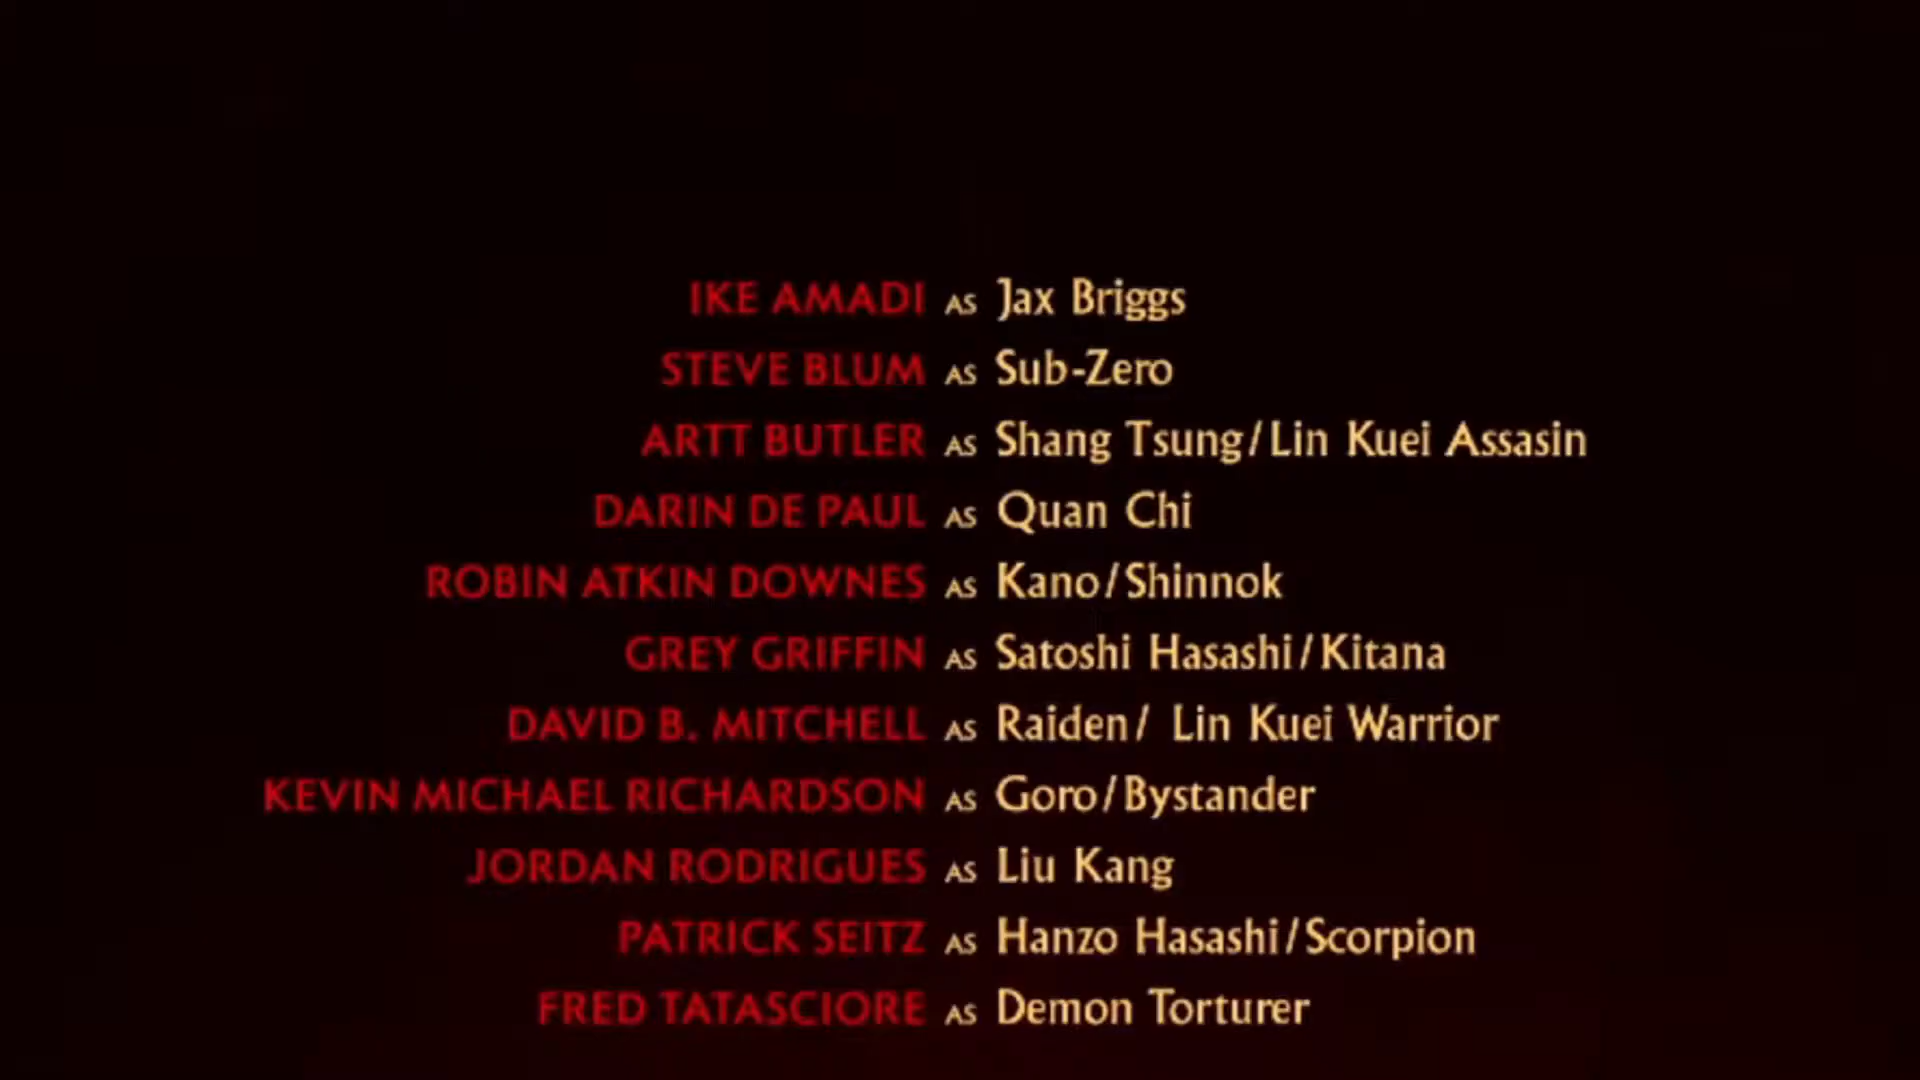 IKE AMADI AS Jax Briggs
STEVE BLUM AS Sub-Zero
ARTT BUTLER AS Shang Tsung/Lin Kuei Assasin
DARIN DE PAUL AS Quan Chi
ROBIN ATKIN DOWNES AS Kano/Shinnok
GREY GRIFFIN AS Satoshi Hasashi/Kitana
DAVID B. MITCHELL AS Raiden/ Lin Kuei Warrior
KEVIN MICHAEL RICHARDSON AS Goro/Bystander
JORDAN RODRIGUES AS Liu Kang
PATRICK SEITZ AS Hanzo Hasashi/Scorpion
FRED TATASCIORE AS Demon Torturer